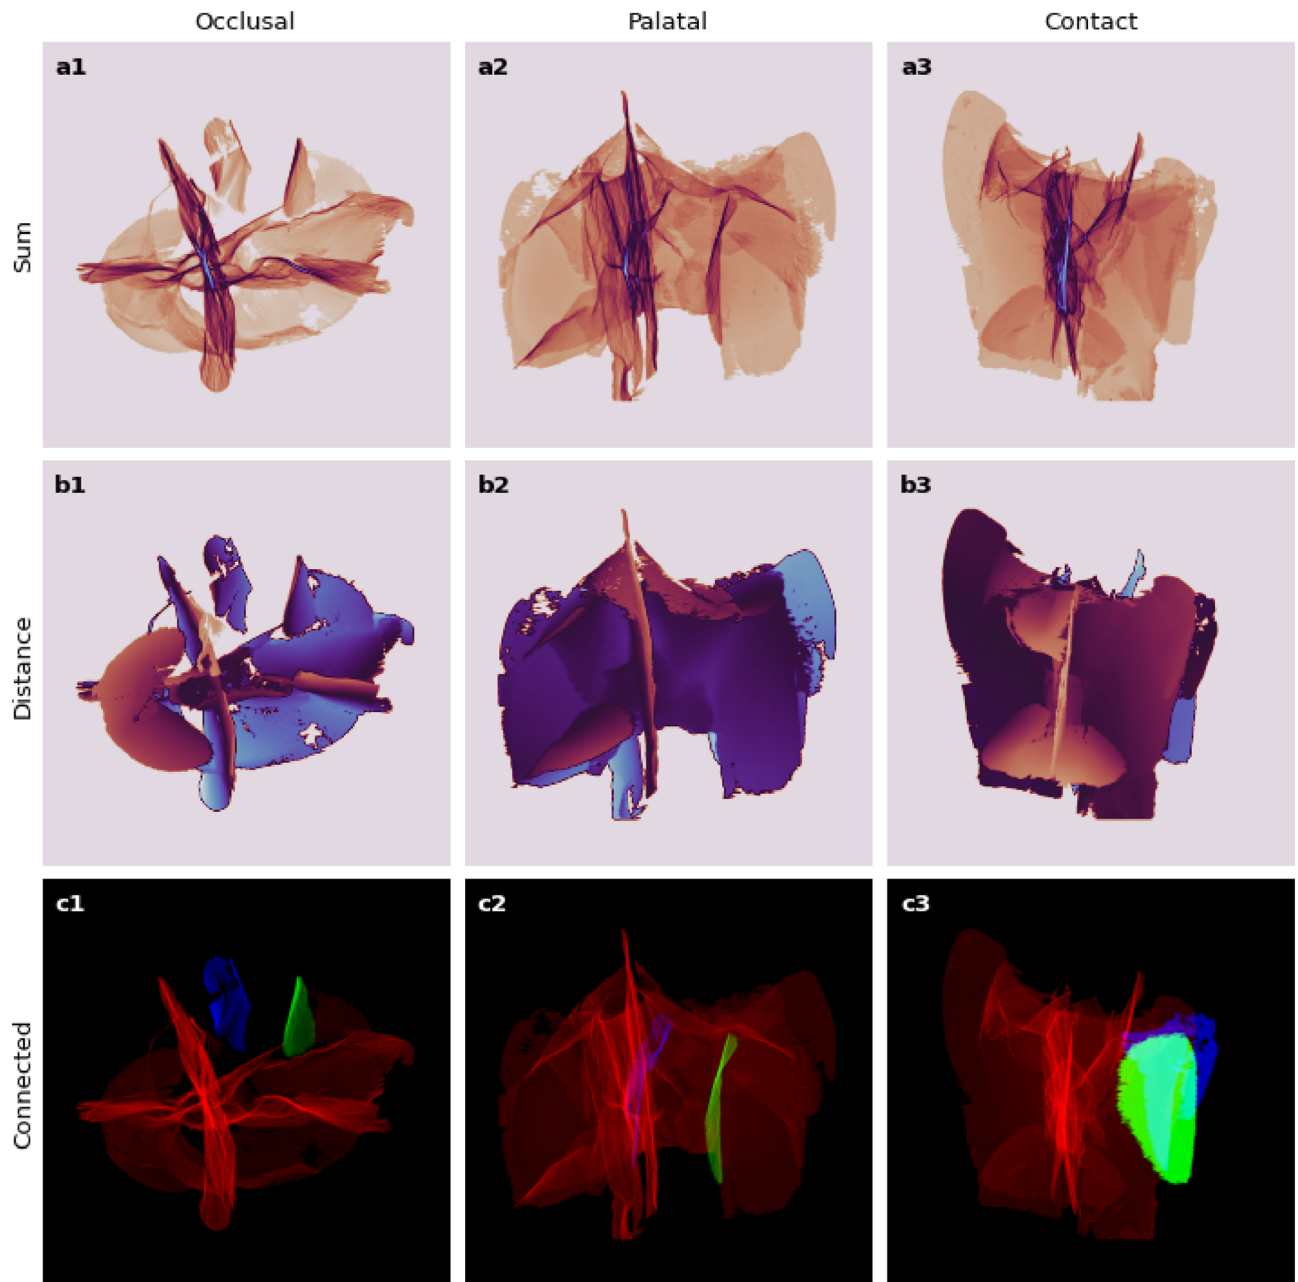 Occlusal Palatal Contact
Sum
a1 a2 a3
Distance
b1 b2 b3
Connected
c1 c2 c3